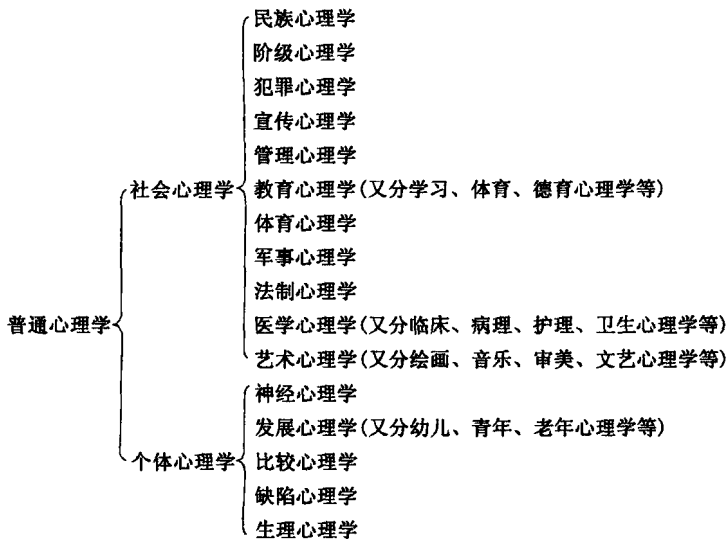 民族心理学
阶级心理学
犯罪心理学
宣传心理学
管理心理学
社会心理学 教育心理学(又分学习、体育、德育心理学等)
体育心理学
军事心理学
法制心理学
普通心理学 医学心理学(又分临床、病理、护理、卫生心理学等)
艺术心理学(又分绘画、音乐、审美、文艺心理学等)
神经心理学
发展心理学(又分幼儿、青年、老年心理学等)
个体心理学 比较心理学
缺陷心理学
生理心理学